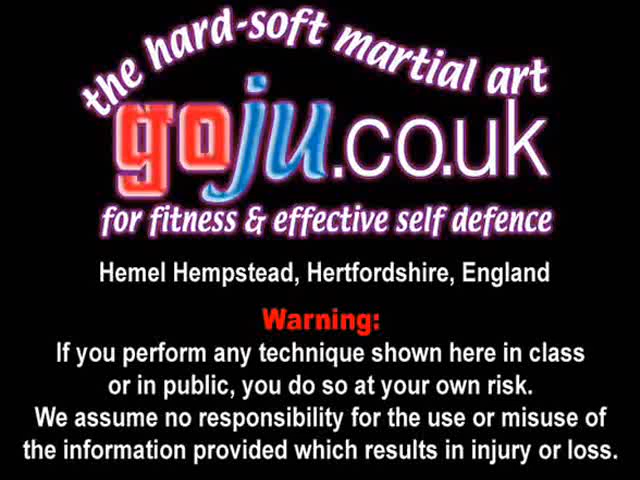 the hard-soft martial art
goju.co.uk
for fitness & effective self defence
Hemel Hempstead, Hertfordshire, England
Warning:
If you perform any technique shown here in class
or in public, you do so at your own risk.
We assume no responsibility for the use or misuse of
the information provided which results in injury or loss.